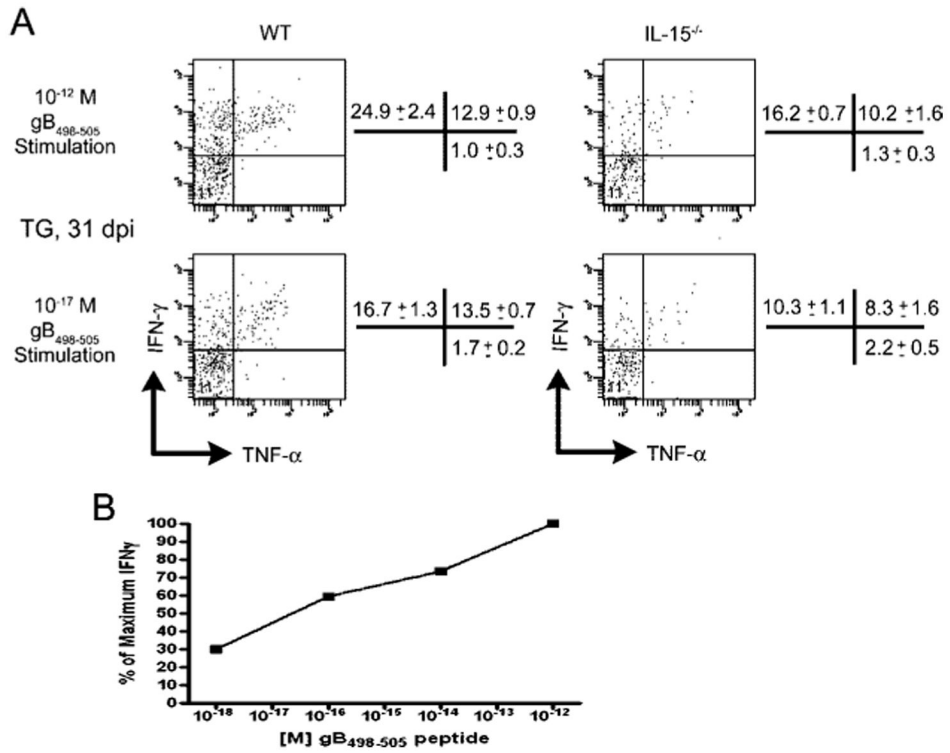 A
WT
IL-15-/-
10-12 M
gB498-505
Stimulation
24.9 ±2.4 12.9 ±0.9
1.0 ±0.3
16.2 ±0.7 10.2 ±1.6
1.3 ± 0.3
TG, 31 dpi
10-17 M
gB498-505
Stimulation
IFN-γ
16.7 ±1.3 13.5 ±0.7
1.7± 0.2
IFN-γ
10.3 ±1.1 8.3 ±1.6
2.2 ±0.5
TNF-α
TNF-α
B
% of Maximum IFNγ
100
90
80
70
60
50
40
30
20
10
0
10-18 10-17 10-16 10-15 10-14 10-13 10-12
[M] gB498-505 peptide